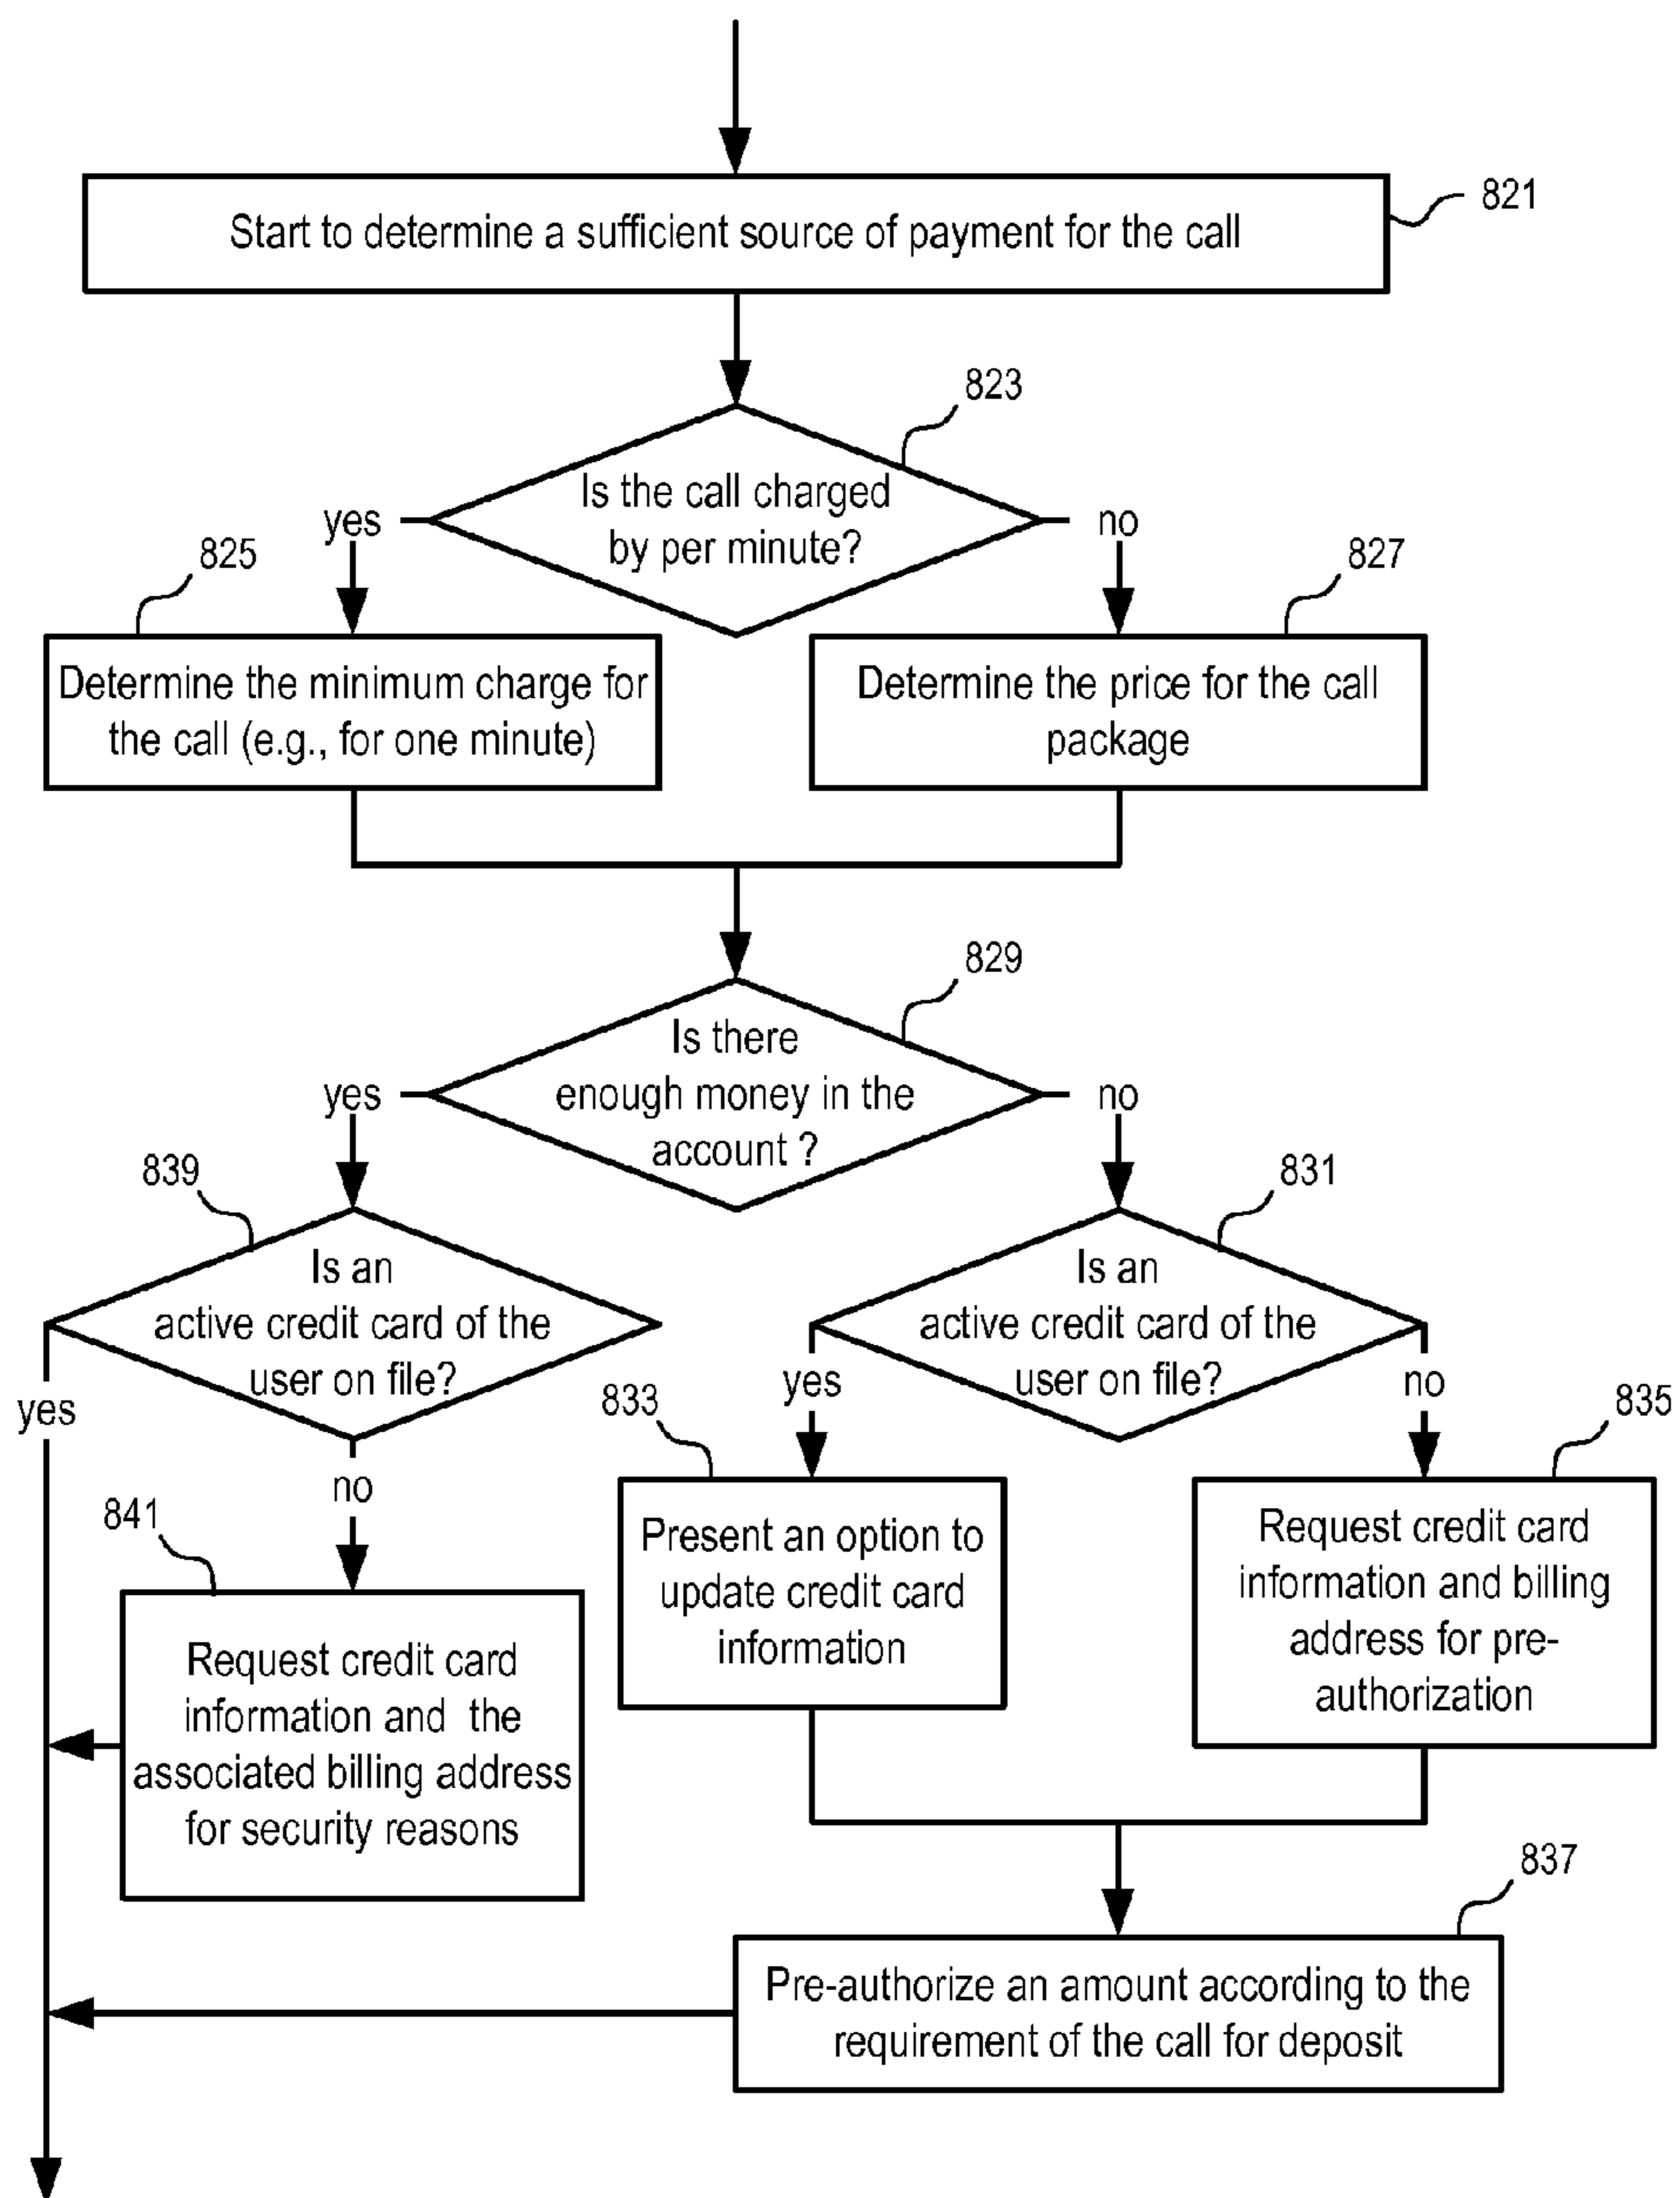 821
Start to determine a sufficient source of payment for the call
823
Is the call charged
by per minute?
yes
no
825
827
Determine the minimum charge for
the call (e.g., for one minute)
Determine the price for the call
package
829
Is there
enough money in the
account ?
yes
no
839
831
Is an
active credit card of the
user on file?
Is an
active credit card of the
user on file?
yes
no
yes
no
833
835
841
Present an option to
update credit card
information
Request credit card
information and billing
address for pre-
authorization
Request credit card
information and  the
associated billing address
for security reasons
837
Pre-authorize an amount according to the
requirement of the call for deposit